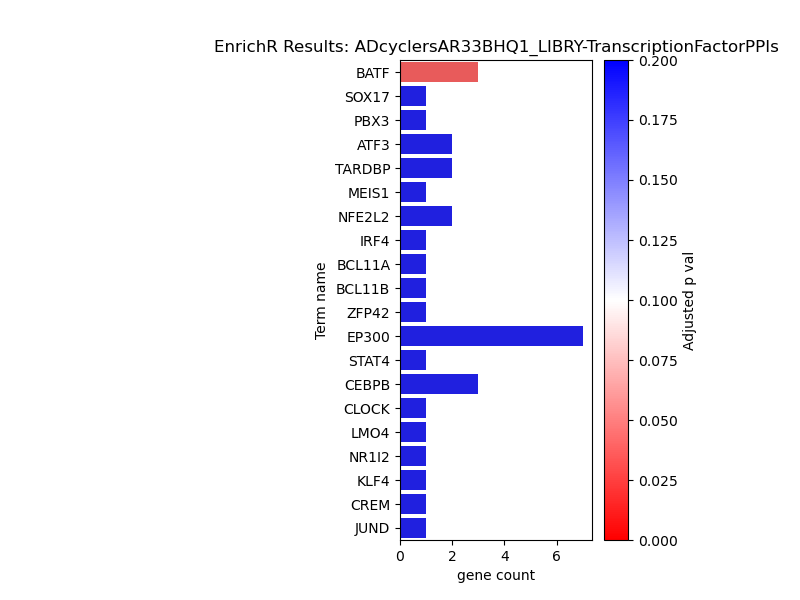 EnrichR Results: ADcyclersAR33BHQ1_LIBRY-TranscriptionFactorPPIs
BATF
SOX17
PBX3
ATF3
TARDBP
MEIS1
NFE2L2
IRF4
BCL11A
BCL11B
ZFP42
EP300
STAT4
CEBPB
CLOCK
LMO4
NR1I2
KLF4
CREM
JUND
Term name
0 2 4 6
gene count
0.200
0.175
0.150
0.125
0.100
0.075
0.050
0.025
0.000
Adjusted p val